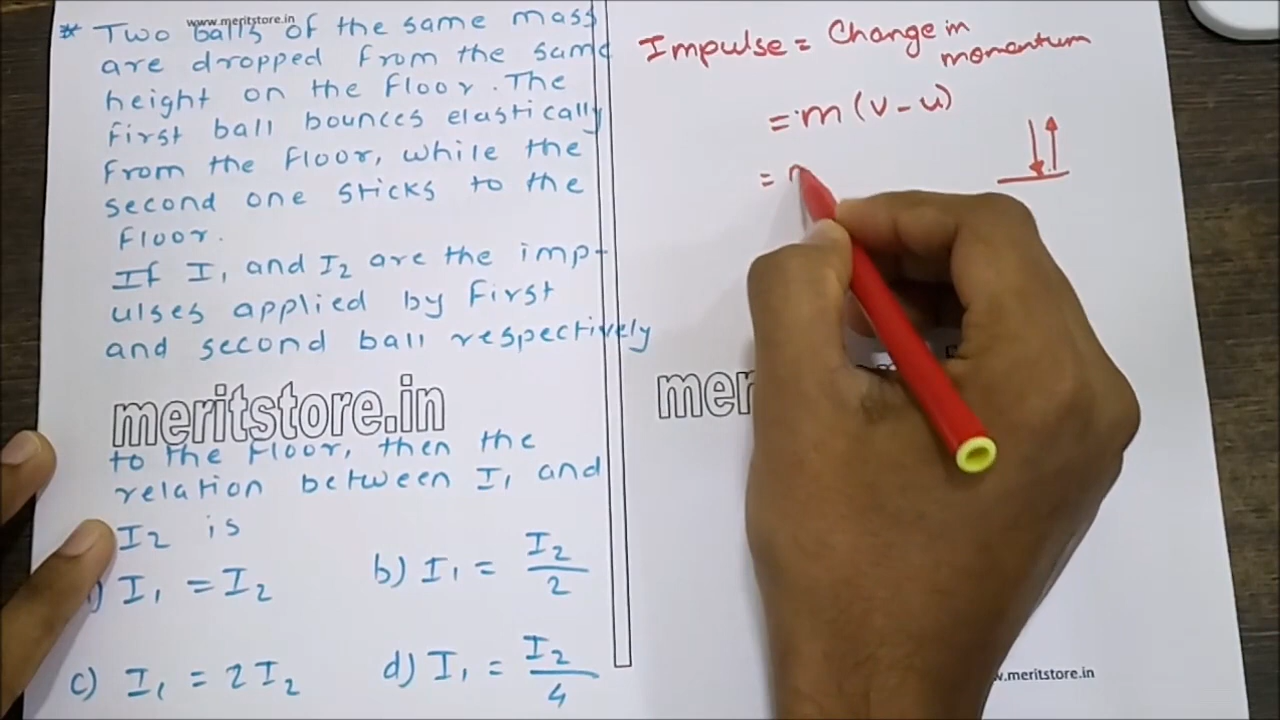 www.meritstore.in
* Two balls of the same mass
are dropped from the same
height on the floor. The
first ball bounces elastically
from the floor, while the
second one sticks to the
floor.
If I₁ and I₂ are the imp-
ulses applied by first
and second ball respectively
meritstore.in
to the floor, then the
relation between I₁ and
I₂ is
) I₁ = I₂
b) I₁ = I₂/2
c) I₁ = 2I₂
d) I₁ = I₂/4
Impulse = Change in
momentum
= m(v-u)
=
mer
w.meritstore.in